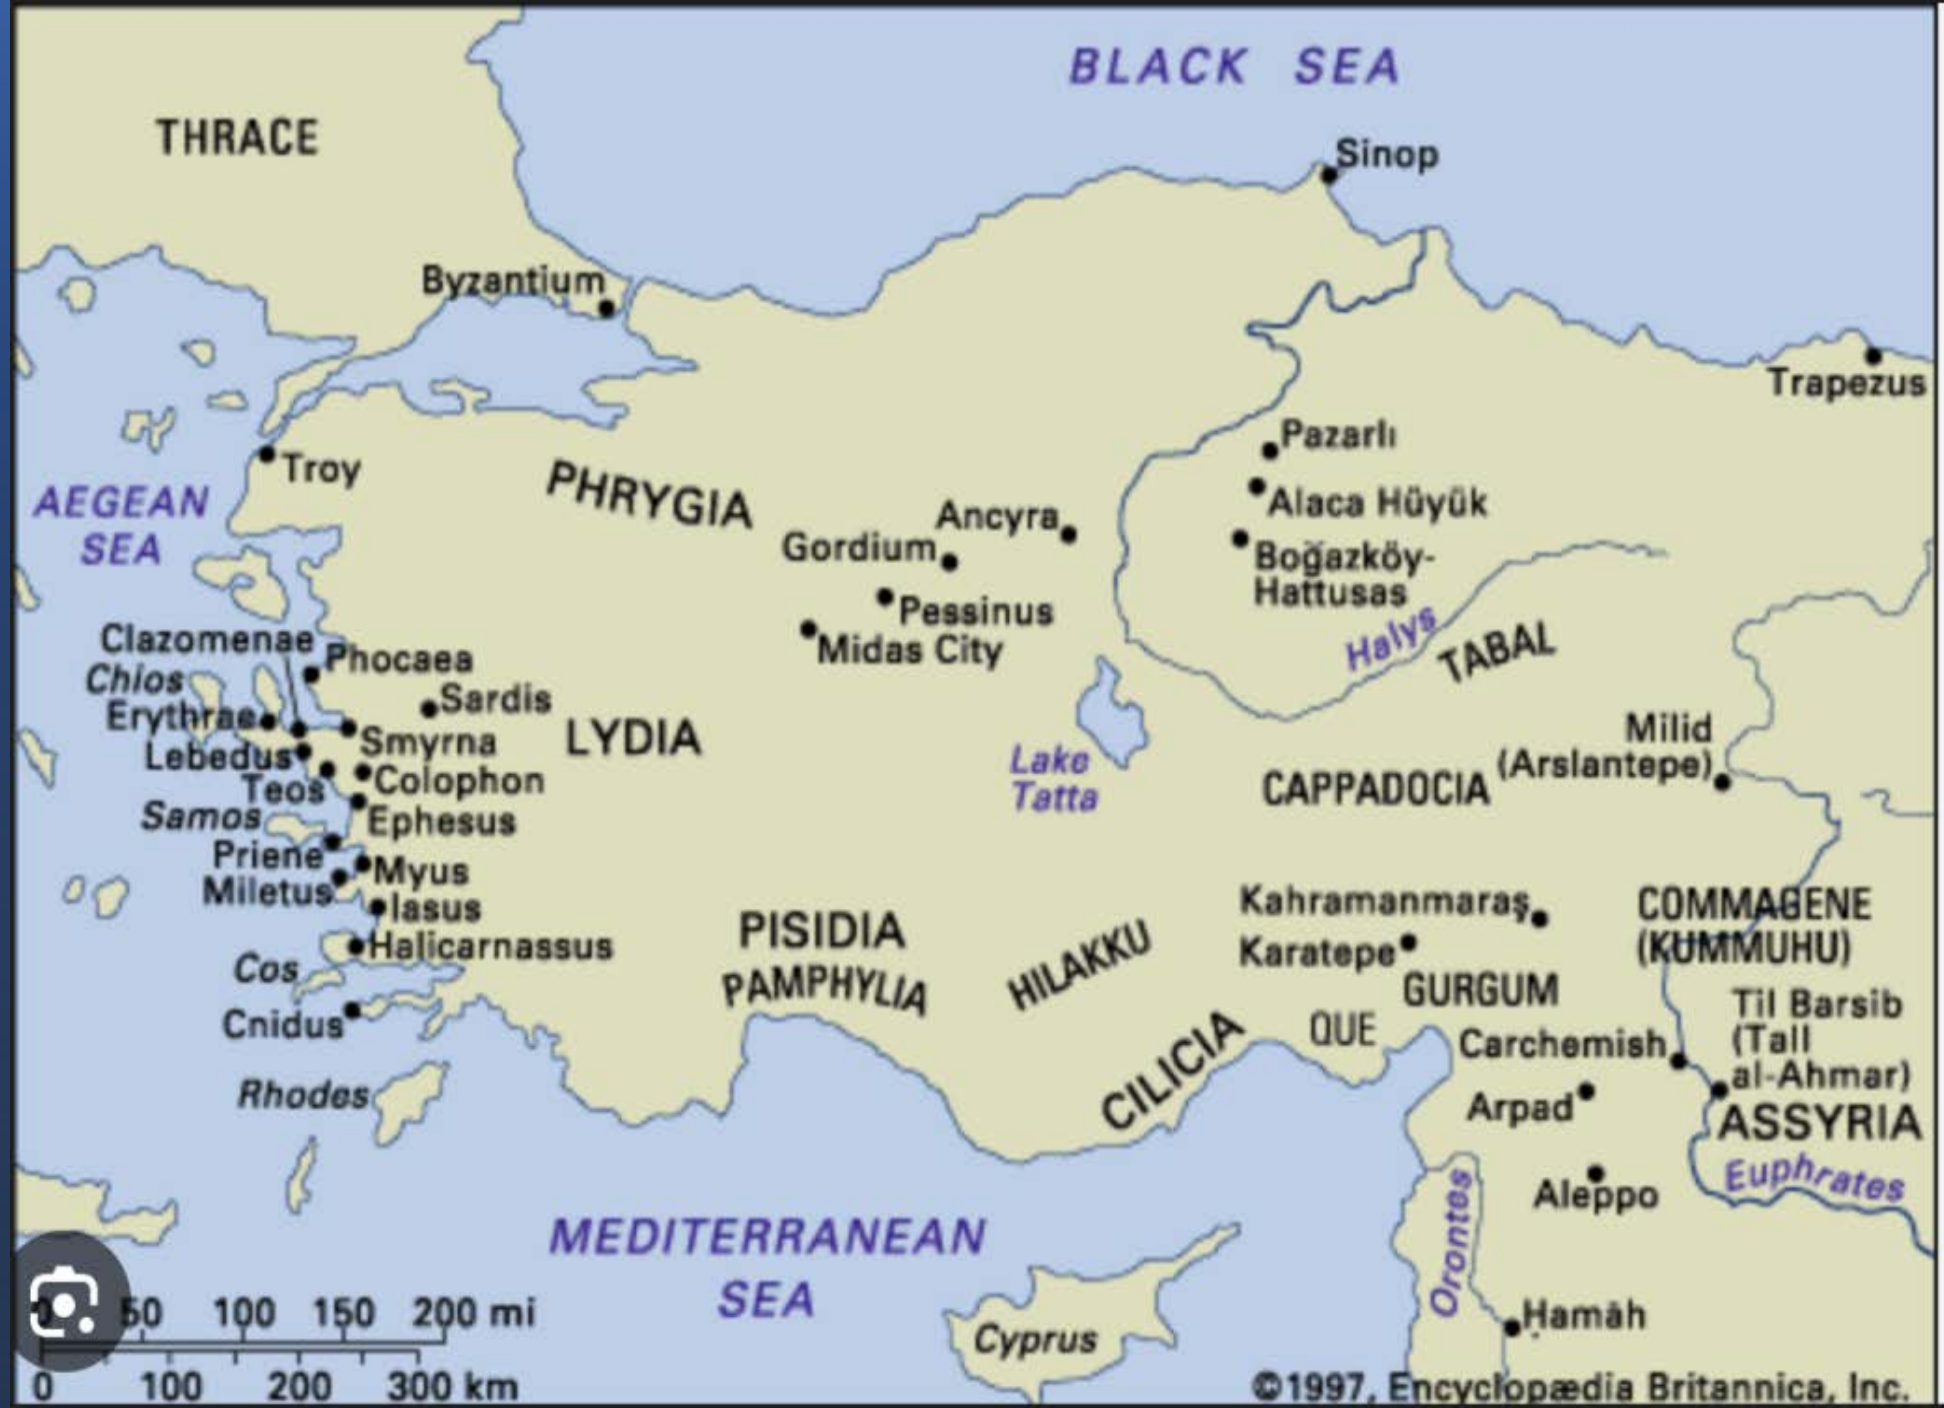 BLACK SEA
THRACE
Sinop
Byzantium
Trapezus
Troy
PHRYGIA
Pazarlı
Alaca Hüyük
Ancyra
Gordium
Boğazköy-
Hattusas
AEGEAN
SEA
Pessinus
Midas City
Halys
TABAL
Clazomenae
Phocaea
Chios
Sardis
Erythrae
Smyrna
LYDIA
Lebedus
Colophon
Teos
Lake
Tatta
Milid
(Arslantepe)
CAPPADOCIA
Samos
Ephesus
Priene
Myus
Miletus
Iasus
Halicarnassus
PISIDIA
PAMPHYLIA
HILAKKU
Kahramanmaraş
Karatepe
COMMAGENE
(KUMMUHU)
GURGUM
Cos
Cnidus
CILICIA
QUE
Carchemish
Til Barsib
(Tall
al-Ahmar)
Rhodes
Arpad
ASSYRIA
Euphrates
Aleppo
Orontes
MEDITERRANEAN
SEA
Cyprus
Ḥamāh
0 50 100 150 200 mi
0 100 200 300 km
©1997, Encyclopædia Britannica, Inc.